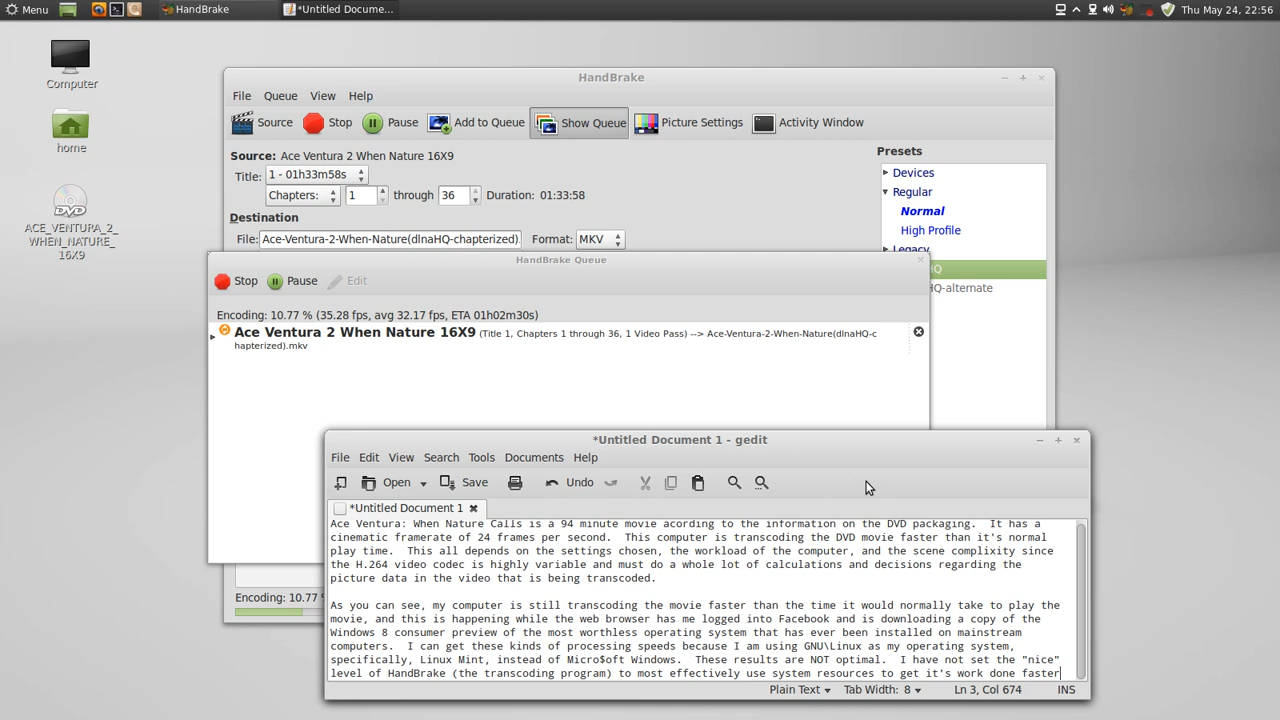 Menu
HandBrake
*Untitled Docume...
Thu May 24, 22:56
Computer
home
ACE_VENTURA_2_
WHEN_NATURE_
16X9
HandBrake
File Queue View Help
Source Stop Pause Add to Queue Show Queue Picture Settings Activity Window
Source: Ace Ventura 2 When Nature 16X9
Title: 1 - 01h33m58s
Chapters: 1 through 36 Duration: 01:33:58
Destination
File: Ace-Ventura-2-When-Nature(dlnaHQ-chapterized). Format: MKV
Presets
Devices
Regular
Normal
High Profile
Legacy
HQ
HQ-alternate
HandBrake Queue
Stop Pause Edit
Encoding: 10.77 % (35.28 fps, avg 32.17 fps, ETA 01h02m30s)
Ace Ventura 2 When Nature 16X9 (Title 1, Chapters 1 through 36, 1 Video Pass) --> Ace-Ventura-2-When-Nature(dlnaHQ-c
hapterized).mkv
Encoding: 10.77 %
*Untitled Document 1 - gedit
File Edit View Search Tools Documents Help
Open Save Undo
*Untitled Document 1
Ace Ventura: When Nature Calls is a 94 minute movie acording to the information on the DVD packaging.  It has a
cinematic framerate of 24 frames per second.  This computer is transcoding the DVD movie faster than it's normal
play time.  This all depends on the settings chosen, the workload of the computer, and the scene complixity since
the H.264 video codec is highly variable and must do a whole lot of calculations and decisions regarding the
picture data in the video that is being transcoded.
As you can see, my computer is still transcoding the movie faster than the time it would normally take to play the
movie, and this is happening while the web browser has me logged into Facebook and is downloading a copy of the
Windows 8 consumer preview of the most worthless operating system that has ever been installed on mainstream
computers.  I can get these kinds of processing speeds because I am using GNU\Linux as my operating system,
specifically, Linux Mint, instead of Micro$oft Windows.  These results are NOT optimal.  I have not set the "nice"
level of HandBrake (the transcoding program) to most effectively use system resources to get it's work done faster
Plain Text Tab Width: 8 Ln 3, Col 674 INS